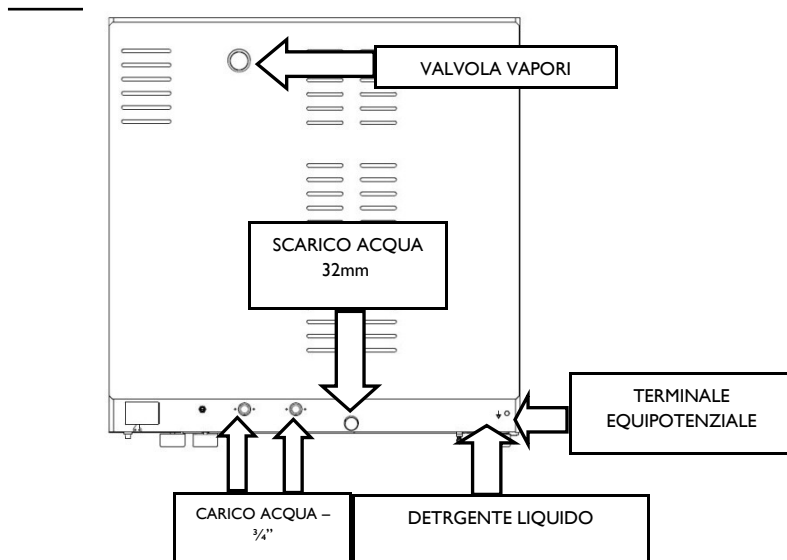 VALVOLA VAPORI
SCARICO ACQUA
32mm
TERMINALE
EQUIPOTENZIALE
CARICO ACQUA –
¾”
DETRGENTE LIQUIDO